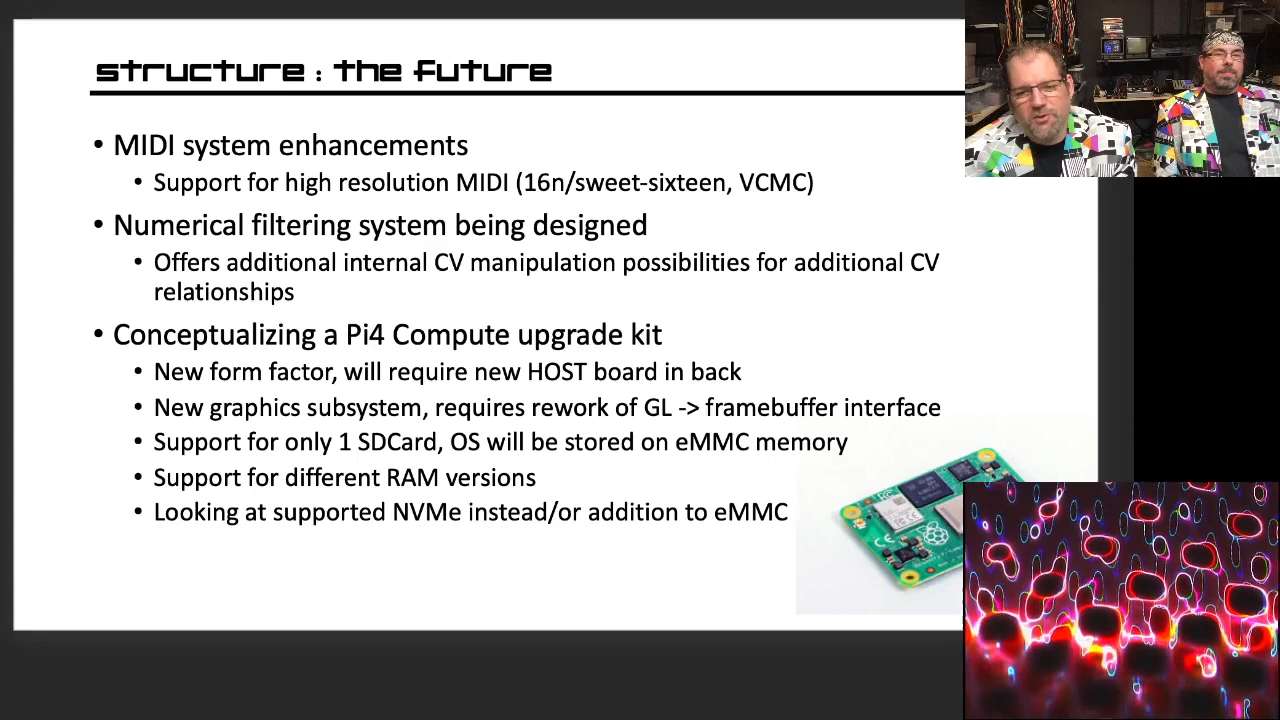 structure : the future
• MIDI system enhancements
• Support for high resolution MIDI (16n/sweet-sixteen, VCMC)
• Numerical filtering system being designed
• Offers additional internal CV manipulation possibilities for additional CV
relationships
• Conceptualizing a Pi4 Compute upgrade kit
• New form factor, will require new HOST board in back
• New graphics subsystem, requires rework of GL -> framebuffer interface
• Support for only 1 SDCard, OS will be stored on eMMC memory
• Support for different RAM versions
• Looking at supported NVMe instead/or addition to eMMC